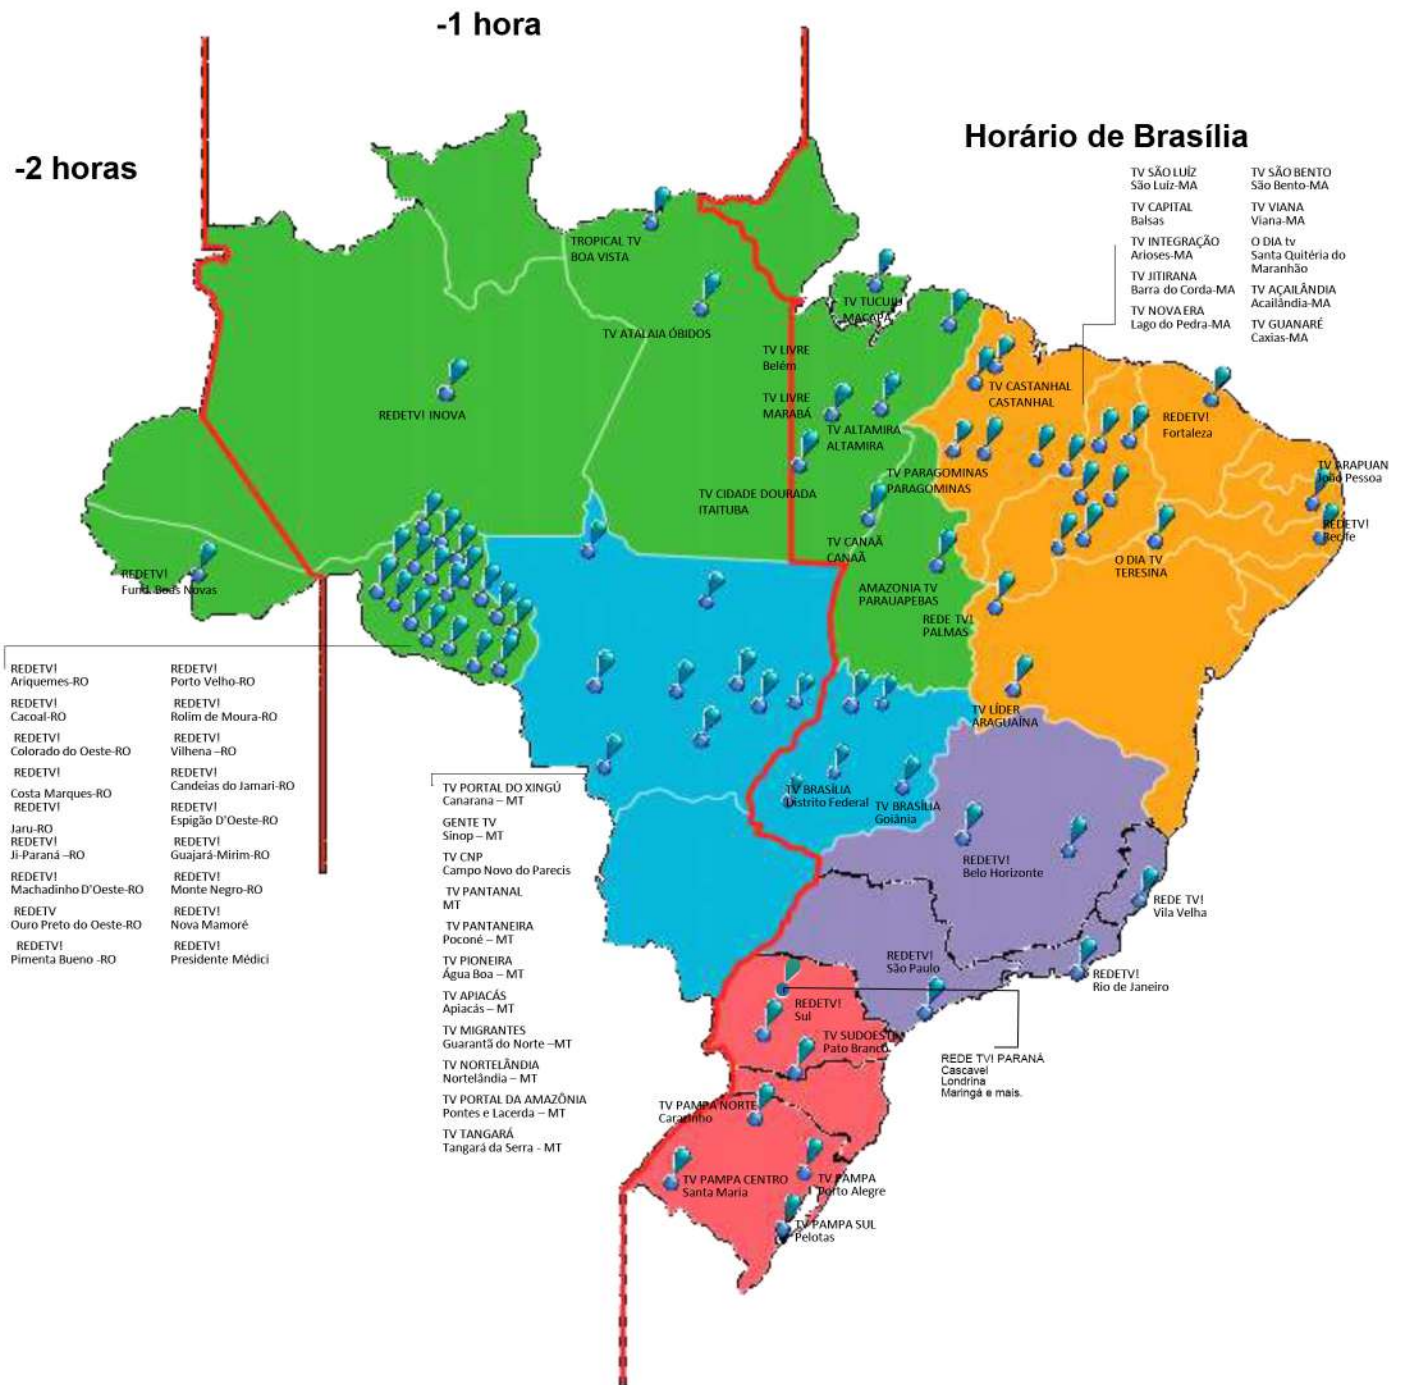 -1 hora
-2 horas
Horário de Brasília
TV SÃO LUÍZ
São Luíz-MA
TV CAPITAL
Balsas
TV INTEGRAÇÃO
Arioses-MA
TV JITIRANA
Barra do Corda-MA
TV NOVA ERA
Lago do Pedra-MA
TV SÃO BENTO
São Bento-MA
TV VIANA
Viana-MA
O DIA tv
Santa Quitéria do
Maranhão
TV AÇAILÂNDIA
Acailândia-MA
TV GUANARÉ
Caxias-MA
TROPICAL TV
BOA VISTA
TV ATALAIA ÓBIDOS
TV TUCUJU
MACAPÁ
TV LIVRE
Belém
TV CASTANHAL
CASTANHAL
REDETV! INOVA
TV LIVRE
MARABÁ
TV ALTAMIRA
ALTAMIRA
REDETV!
Fortaleza
TV PARAGOMINAS
PARAGOMINAS
TV ARAPUAN
João Pessoa
TV CIDADE DOURADA
ITAITUBA
REDETV!
Recife
TV CANAÃ
CANAÃ
O DIA TV
TERESINA
REDETV!
Fund. Boas Novas
AMAZONIA TV
PARAUAPEBAS
REDE TV!
PALMAS
TV LÍDER
ARAGUAÍNA
REDETV!
Ariquemes-RO
REDETV!
Cacoal-RO
REDETV!
Colorado do Oeste-RO
REDETV!
Costa Marques-RO
REDETV!
Jaru-RO
REDETV!
Ji-Paraná –RO
REDETV!
Machadinho D'Oeste-RO
REDETV
Ouro Preto do Oeste-RO
REDETV!
Pimenta Bueno -RO
REDETV!
Porto Velho-RO
REDETV!
Rolim de Moura-RO
REDETV!
Vilhena –RO
REDETV!
Candeias do Jamari-RO
REDETV!
Espigão D'Oeste-RO
REDETV!
Guajará-Mirim-RO
REDETV!
Monte Negro-RO
REDETV!
Nova Mamoré
REDETV!
Presidente Médici
TV PORTAL DO XINGÚ
Canarana – MT
GENTE TV
Sinop – MT
TV CNP
Campo Novo do Parecis
TV PANTANAL
MT
TV PANTANEIRA
Poconé – MT
TV PIONEIRA
Água Boa – MT
TV APIACÁS
Apiacás – MT
TV MIGRANTES
Guarantã do Norte –MT
TV NORTELÂNDIA
Nortelândia – MT
TV PORTAL DA AMAZÔNIA
Pontes e Lacerda – MT
TV TANGARÁ
Tangará da Serra - MT
TV BRASÍLIA
Distrito Federal
TV BRASÍLIA
Goiânia
REDETV!
Belo Horizonte
REDE TV!
Vila Velha
REDETV!
São Paulo
REDETV!
Rio de Janeiro
REDETV!
Sul
TV SUDOESTE
Pato Branco
REDE TV! PARANÁ
Cascavel
Londrina
Maringá e mais.
TV PAMPA NORTE
Carazinho
TV PAMPA CENTRO
Santa Maria
TV PAMPA
Porto Alegre
TV PAMPA SUL
Pelotas